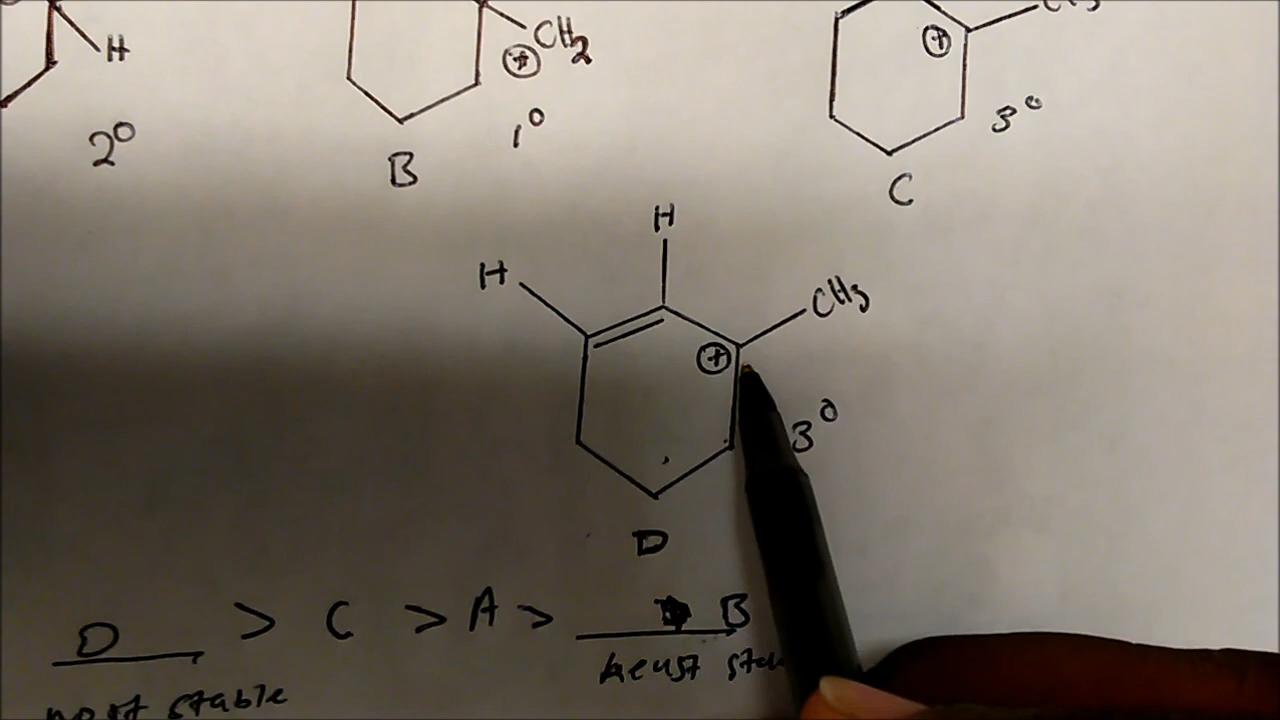 H
CH2
+
CH3
+
2°
1°
3°
B
C
H
H
CH3
+
3°
D
D > C > A > B
most stable